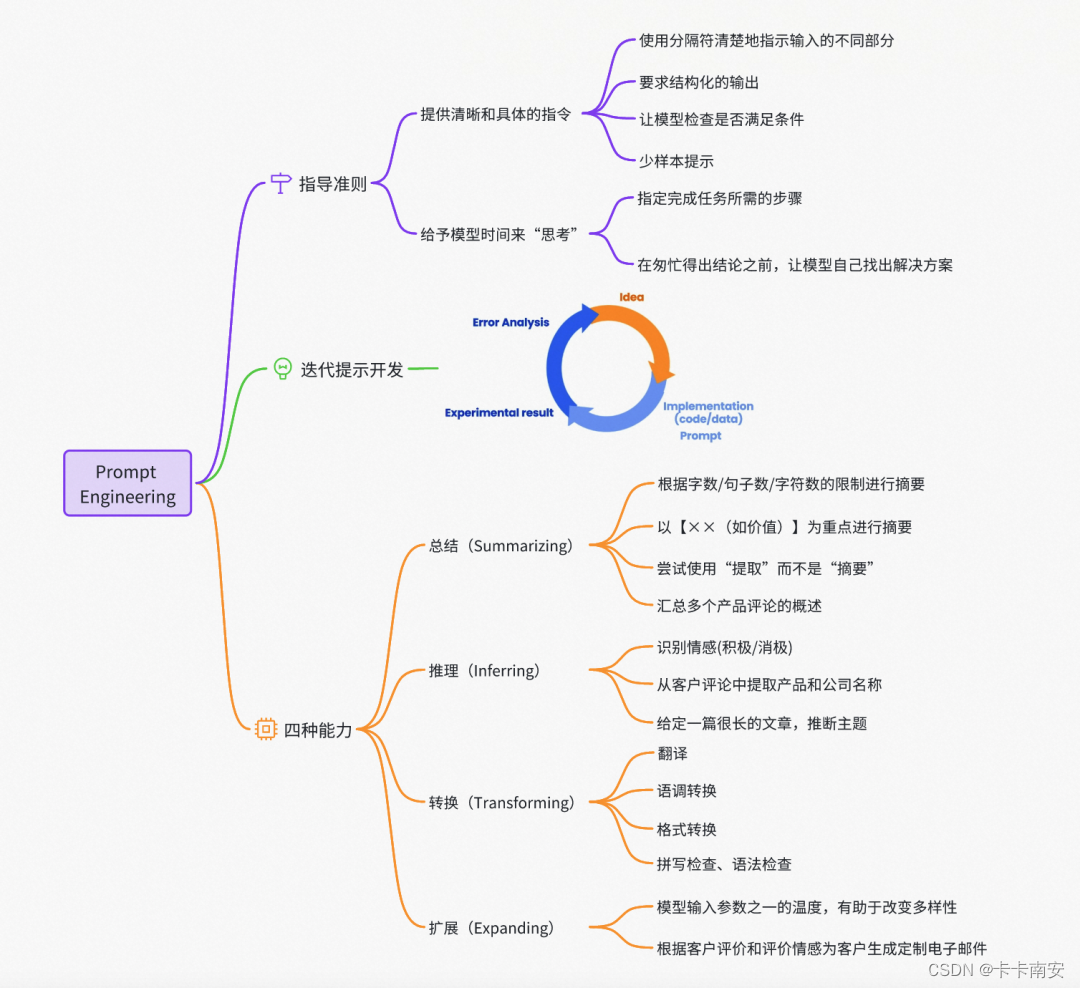 使用分隔符清楚地指示输入的不同部分
要求结构化的输出
提供清晰和具体的指令
让模型检查是否满足条件
少样本提示
指导准则
指定完成任务所需的步骤
给予模型时间来“思考”
在匆忙得出结论之前，让模型自己找出解决方案
Idea
Error Analysis
迭代提示开发
Experimental result
Implementation
(code/data)
Prompt
Prompt
Engineering
根据字数/句子数/字符数的限制进行摘要
以【××（如价值）】为重点进行摘要
总结（Summarizing）
尝试使用“提取”而不是“摘要”
汇总多个产品评论的概述
识别情感(积极/消极)
推理（Inferring）
从客户评论中提取产品和公司名称
给定一篇很长的文章，推断主题
四种能力
翻译
语调转换
转换（Transforming）
格式转换
拼写检查、语法检查
模型输入参数之一的温度，有助于改变多样性
扩展（Expanding）
根据客户评价和评价情感为客户生成定制电子邮件
CSDN @卡卡南安